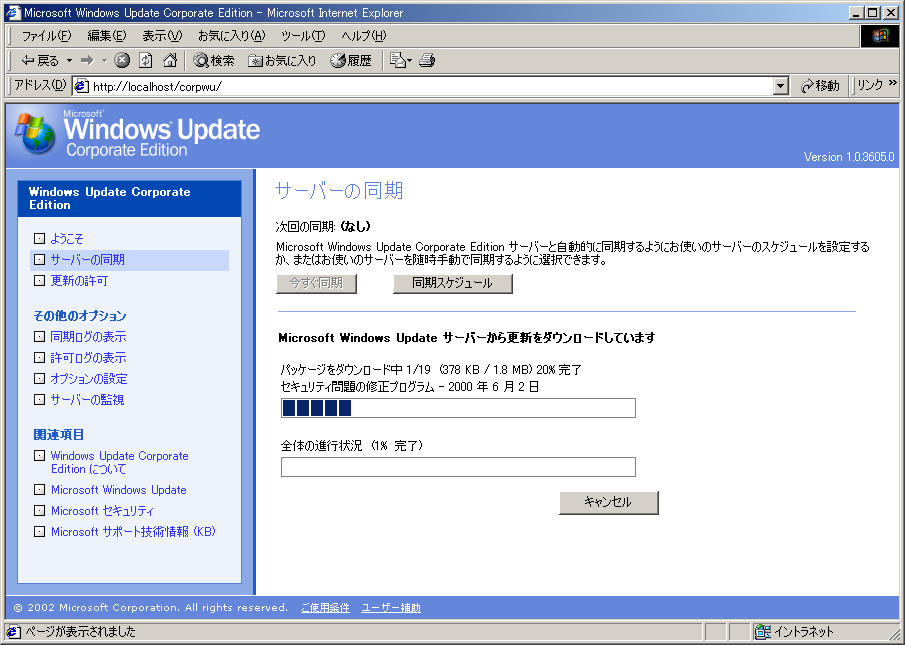 Microsoft Windows Update Corporate Edition - Microsoft Internet Explorer
ファイル(F) 編集(E) 表示(V) お気に入り(A) ツール(T) ヘルプ(H)
戻る 検索 お気に入り 履歴
アドレス(D) http://localhost/corpwu/ 移動 リンク »
Microsoft
Windows Update
Corporate Edition
Version 1.0.3605.0
Windows Update Corporate
Edition
ようこそ
サーバーの同期
更新の許可
その他のオプション
同期ログの表示
許可ログの表示
オプションの設定
サーバーの監視
関連項目
Windows Update Corporate
Edition について
Microsoft Windows Update
Microsoft セキュリティ
Microsoft サポート技術情報 (KB)
サーバーの同期
次回の同期: (なし)
Microsoft Windows Update Corporate Edition サーバーと自動的に同期するようにお使いのサーバーのスケジュールを設定する
か、またはお使いのサーバーを随時手動で同期するように選択できます。
今すぐ同期 同期スケジュール
Microsoft Windows Update サーバーから更新をダウンロードしています
パッケージをダウンロード中 1/19 (378 KB / 1.8 MB) 20% 完了
セキュリティ問題の修正プログラム - 2000 年 6 月 2 日
全体の進行状況 (1% 完了)
キャンセル
© 2002 Microsoft Corporation. All rights reserved. ご使用条件 ユーザー補助
ページが表示されました イントラネット